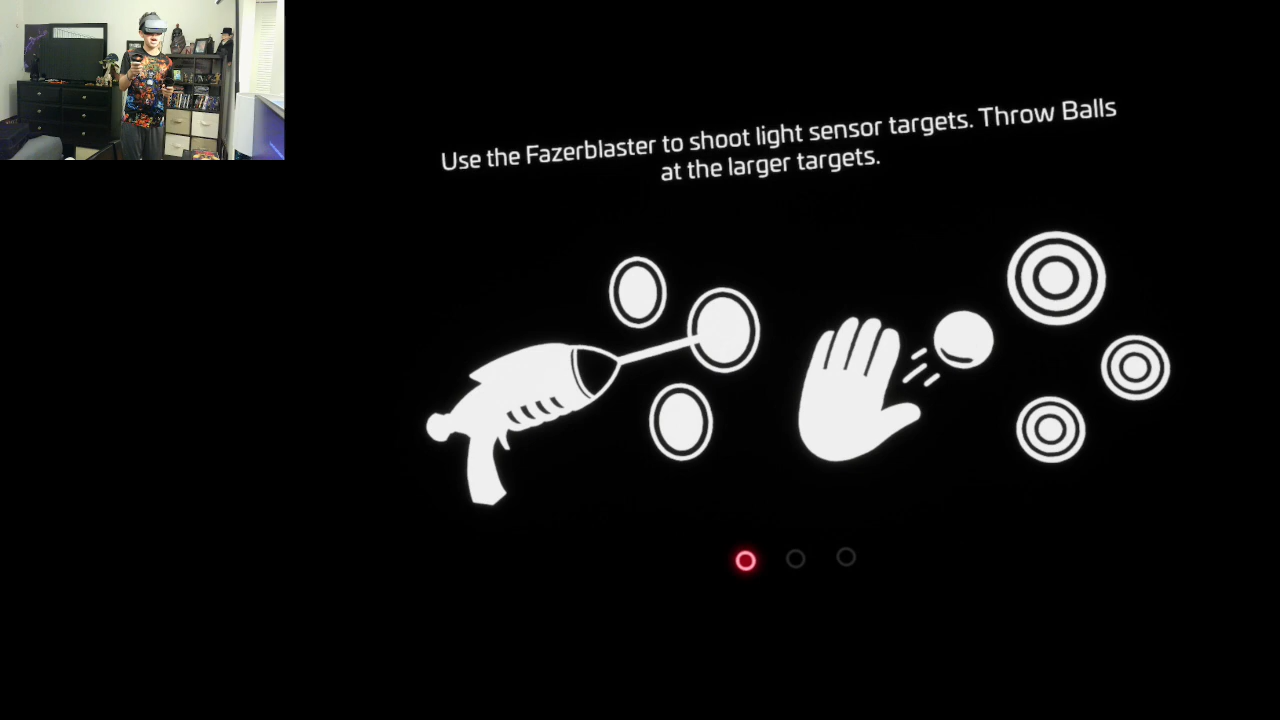 Use the Fazerblaster to shoot light sensor targets. Throw Balls
at the larger targets.